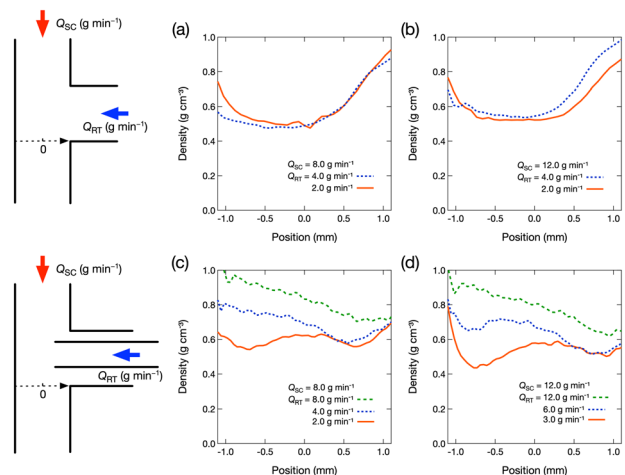 Q_SC (g min⁻¹)
Q_RT (g min⁻¹)
0
(a)
Density (g cm⁻³)
1.0
0.8
0.6
0.4
0.2
0.0
Q_SC = 8.0 g min⁻¹
Q_RT = 4.0 g min⁻¹
2.0 g min⁻¹
-1.0 -0.5 0.0 0.5 1.0
Position (mm)
(b)
Density (g cm⁻³)
1.0
0.8
0.6
0.4
0.2
0.0
Q_SC = 12.0 g min⁻¹
Q_RT = 4.0 g min⁻¹
2.0 g min⁻¹
-1.0 -0.5 0.0 0.5 1.0
Position (mm)
Q_SC (g min⁻¹)
Q_RT (g min⁻¹)
0
(c)
Density (g cm⁻³)
1.0
0.8
0.6
0.4
0.2
0.0
Q_SC = 8.0 g min⁻¹
Q_RT = 8.0 g min⁻¹
4.0 g min⁻¹
2.0 g min⁻¹
-1.0 -0.5 0.0 0.5 1.0
Position (mm)
(d)
Density (g cm⁻³)
1.0
0.8
0.6
0.4
0.2
0.0
Q_SC = 12.0 g min⁻¹
Q_RT = 12.0 g min⁻¹
6.0 g min⁻¹
3.0 g min⁻¹
-1.0 -0.5 0.0 0.5 1.0
Position (mm)